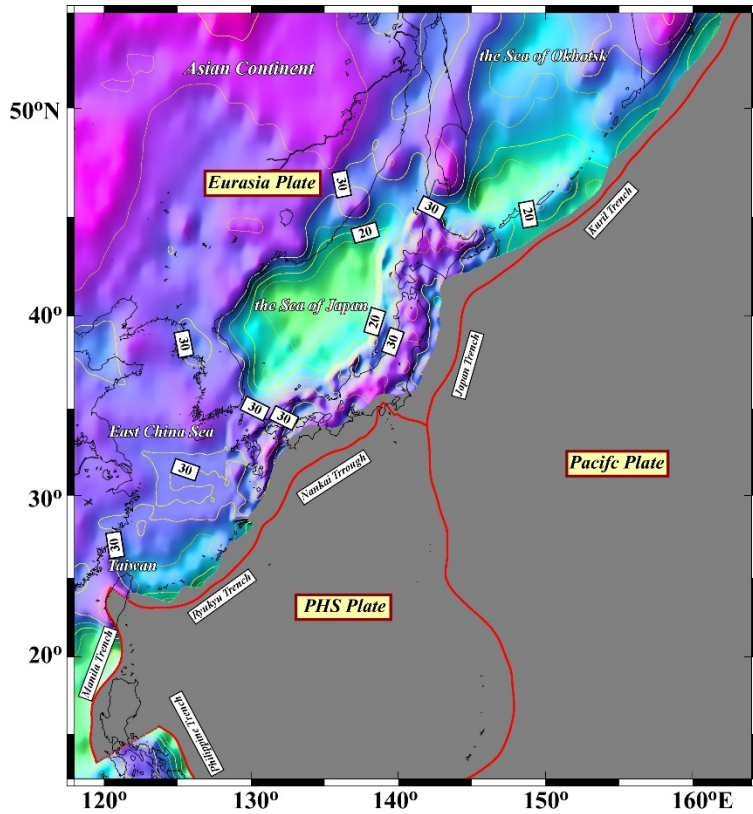 the Sea of Okhotsk
Asian Continent
50°N
Eurasia Plate
30
30
20
20
Kuril Trench
the Sea of Japan
40°
20
30
30
Japan Trench
30
30
East China Sea
Pacifc Plate
30
Nankai Trrough
30°
30
Taiwan
Ryukyu Trench
PHS Plate
20°
Manila Trench
Philippine Trench
120°
130°
140°
150°
160°E